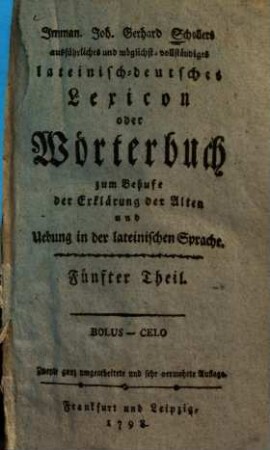 Imman. Joh. Gerhard Schellers
ausführliches und möglichst-vollständiges
lateinisch-deutsches
Lexicon
oder
Wörterbuch
zum Behufe
der Erklärung der Alten
und
Uebung in der lateinischen Sprache.
Fünfter Theil.
BOLUS — CELO
Zweyte ganz umgearbeitete und sehr vermehrte Auflage.
Frankfurt und Leipzig,
1798.